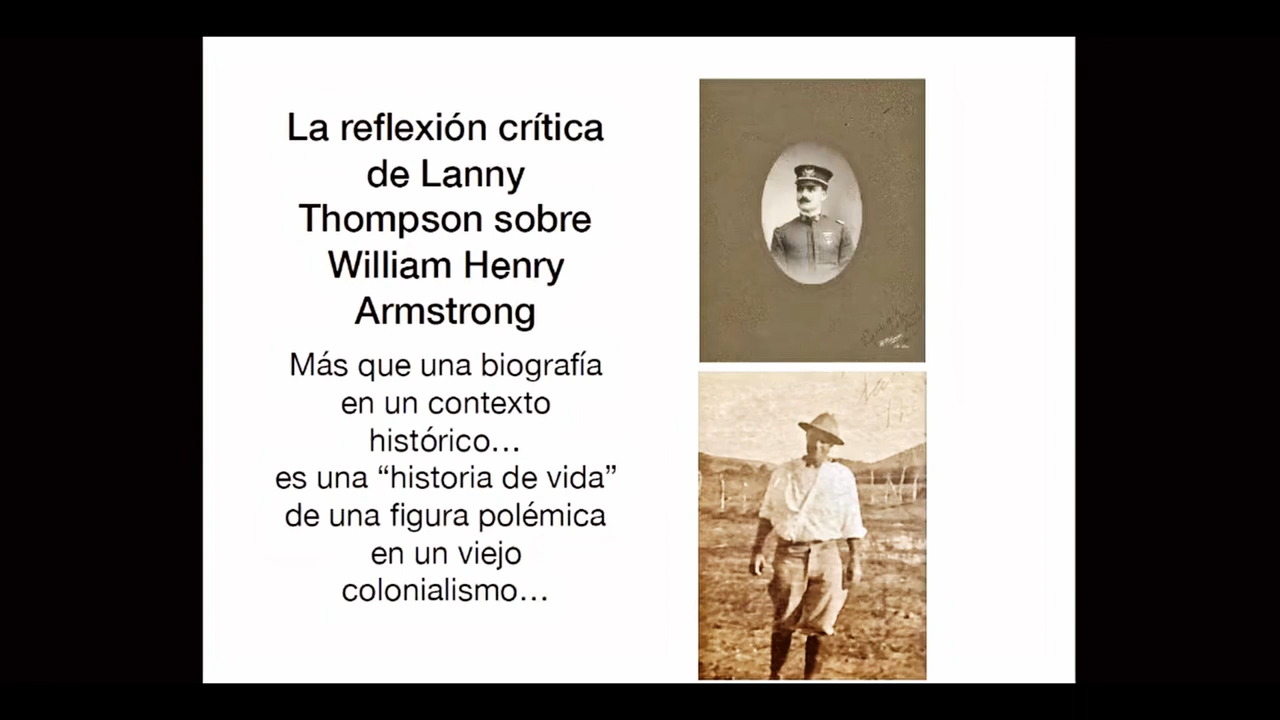 La reflexión crítica
de Lanny
Thompson sobre
William Henry
Armstrong
Más que una biografía
en un contexto
histórico…
es una “historia de vida”
de una figura polémica
en un viejo
colonialismo…